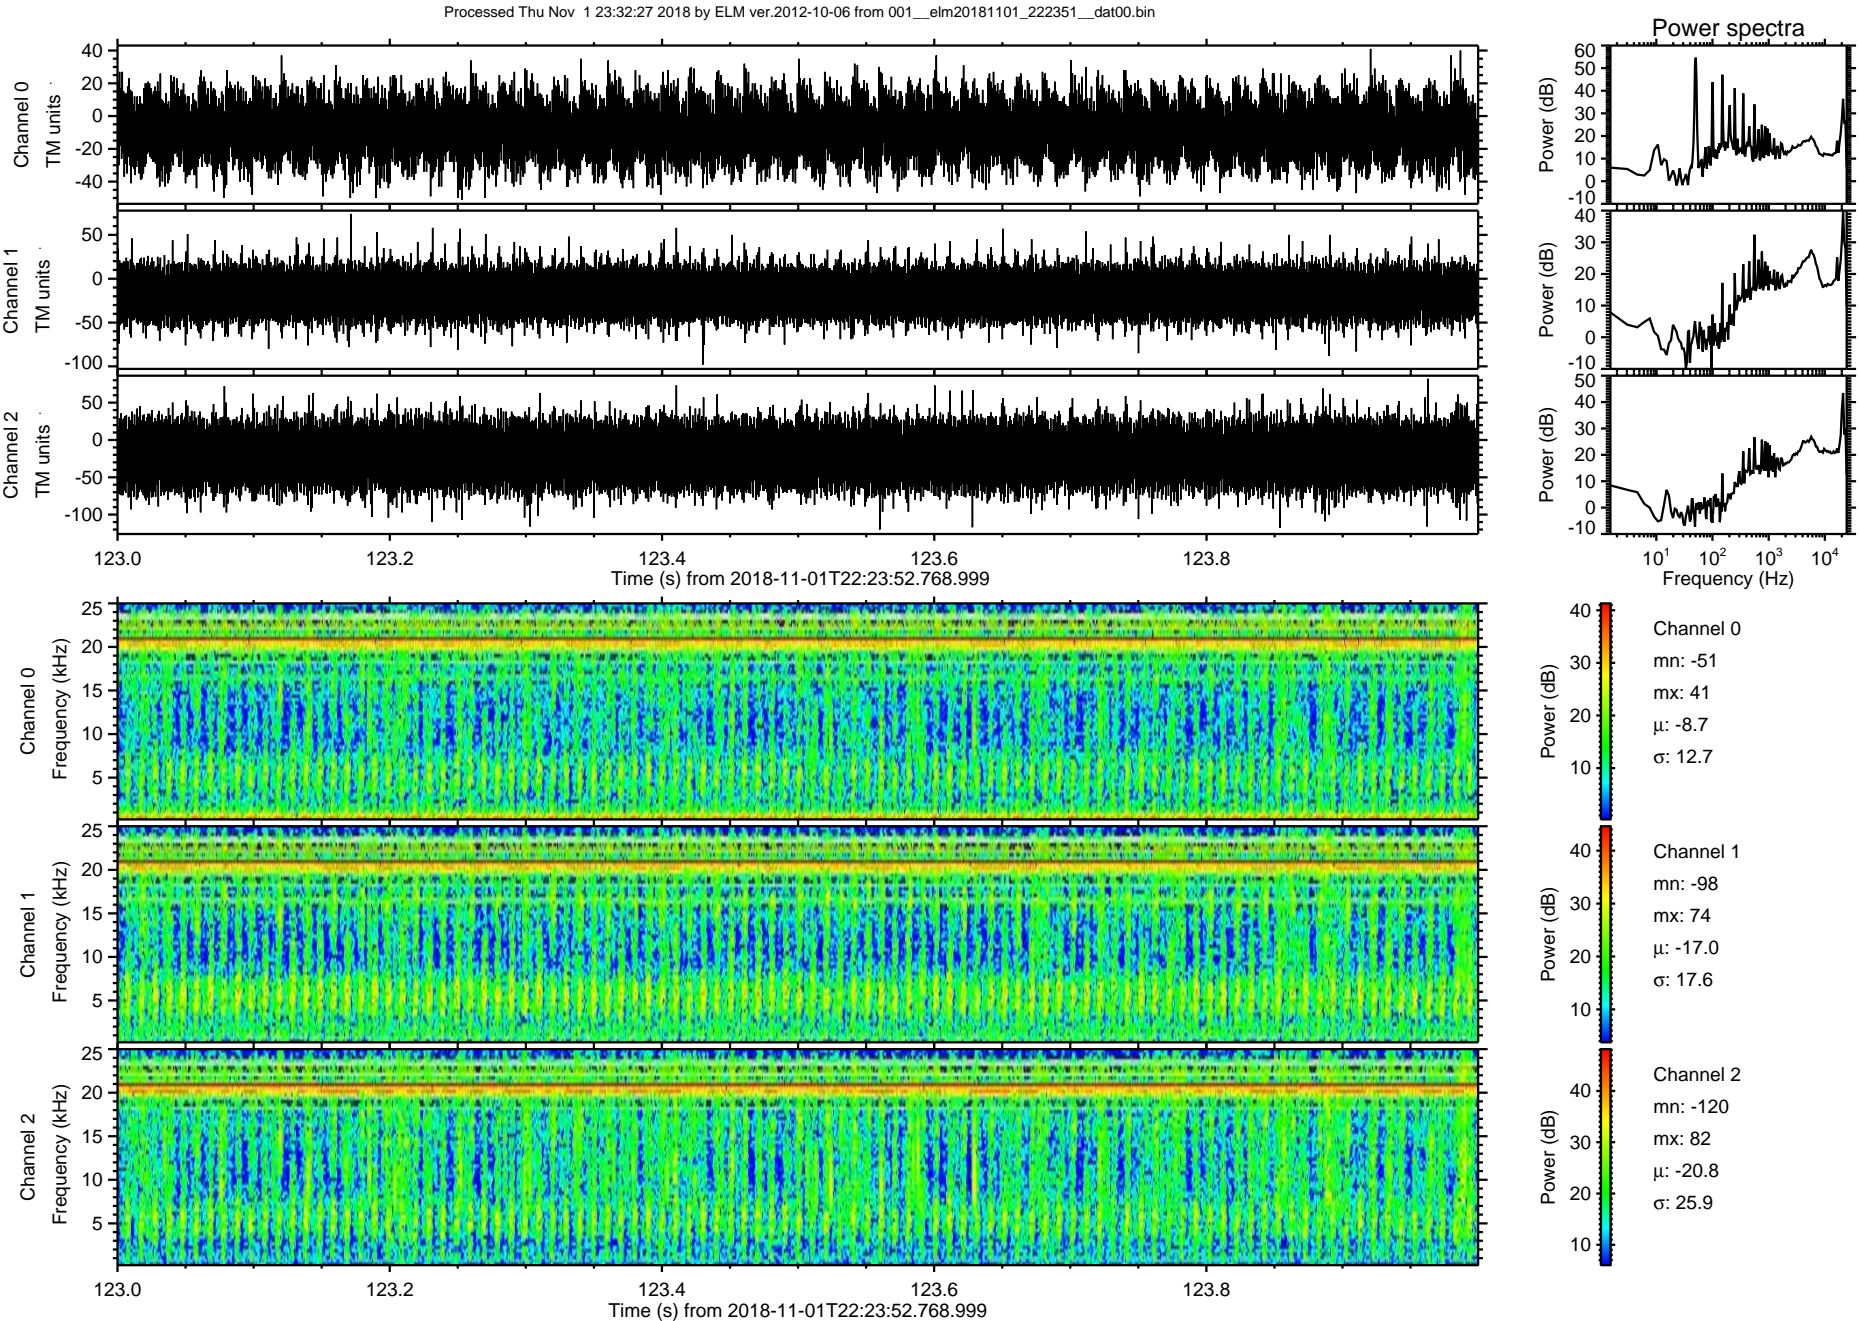 Processed Thu Nov  1 23:32:27 2018 by ELM ver.2012-10-06 from 001__elm20181101_222351__dat00.bin
Power spectra
Channel 0
TM units
40
20
0
-20
-40
Power (dB)
60
50
40
30
20
10
0
-10
Channel 1
TM units
50
0
-50
-100
Power (dB)
40
30
20
10
0
-10
Channel 2
TM units
50
0
-50
-100
Power (dB)
50
40
30
20
10
0
-10
123.0 123.2 123.4 123.6 123.8
Time (s) from 2018-11-01T22:23:52.768.999
10^1 10^2 10^3 10^4
Frequency (Hz)
Channel 0
Frequency (kHz)
25
20
15
10
5
Power (dB)
40
30
20
10
Channel 0
mn: -51
mx: 41
μ: -8.7
σ: 12.7
Channel 1
Frequency (kHz)
25
20
15
10
5
Power (dB)
40
30
20
10
Channel 1
mn: -98
mx: 74
μ: -17.0
σ: 17.6
Channel 2
Frequency (kHz)
25
20
15
10
5
Power (dB)
40
30
20
10
Channel 2
mn: -120
mx: 82
μ: -20.8
σ: 25.9
123.0 123.2 123.4 123.6 123.8
Time (s) from 2018-11-01T22:23:52.768.999